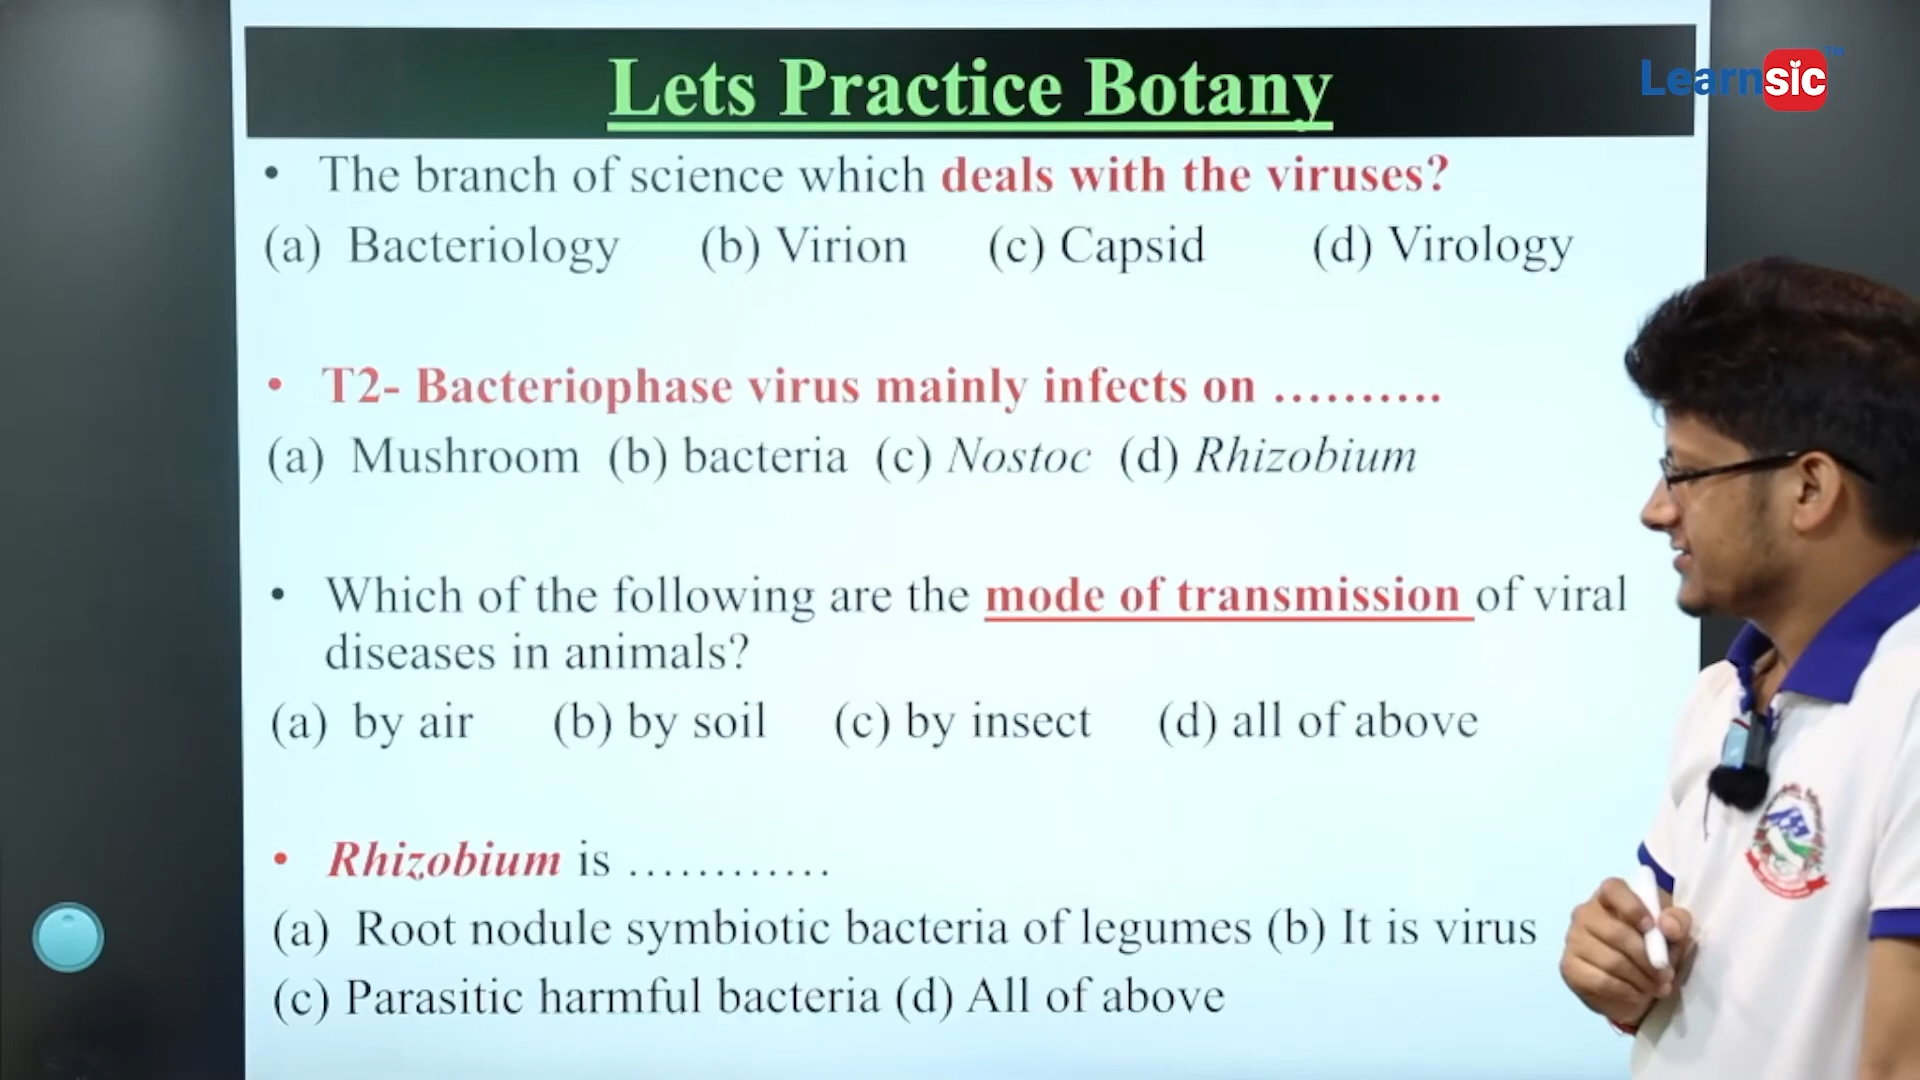 Lets Practice Botany
Learnsic™
• The branch of science which deals with the viruses?
(a) Bacteriology (b) Virion (c) Capsid (d) Virology
• T2- Bacteriophase virus mainly infects on ..........
(a) Mushroom (b) bacteria (c) Nostoc (d) Rhizobium
• Which of the following are the mode of transmission of viral
diseases in animals?
(a) by air (b) by soil (c) by insect (d) all of above
• Rhizobium is ............
(a) Root nodule symbiotic bacteria of legumes (b) It is virus
(c) Parasitic harmful bacteria (d) All of above